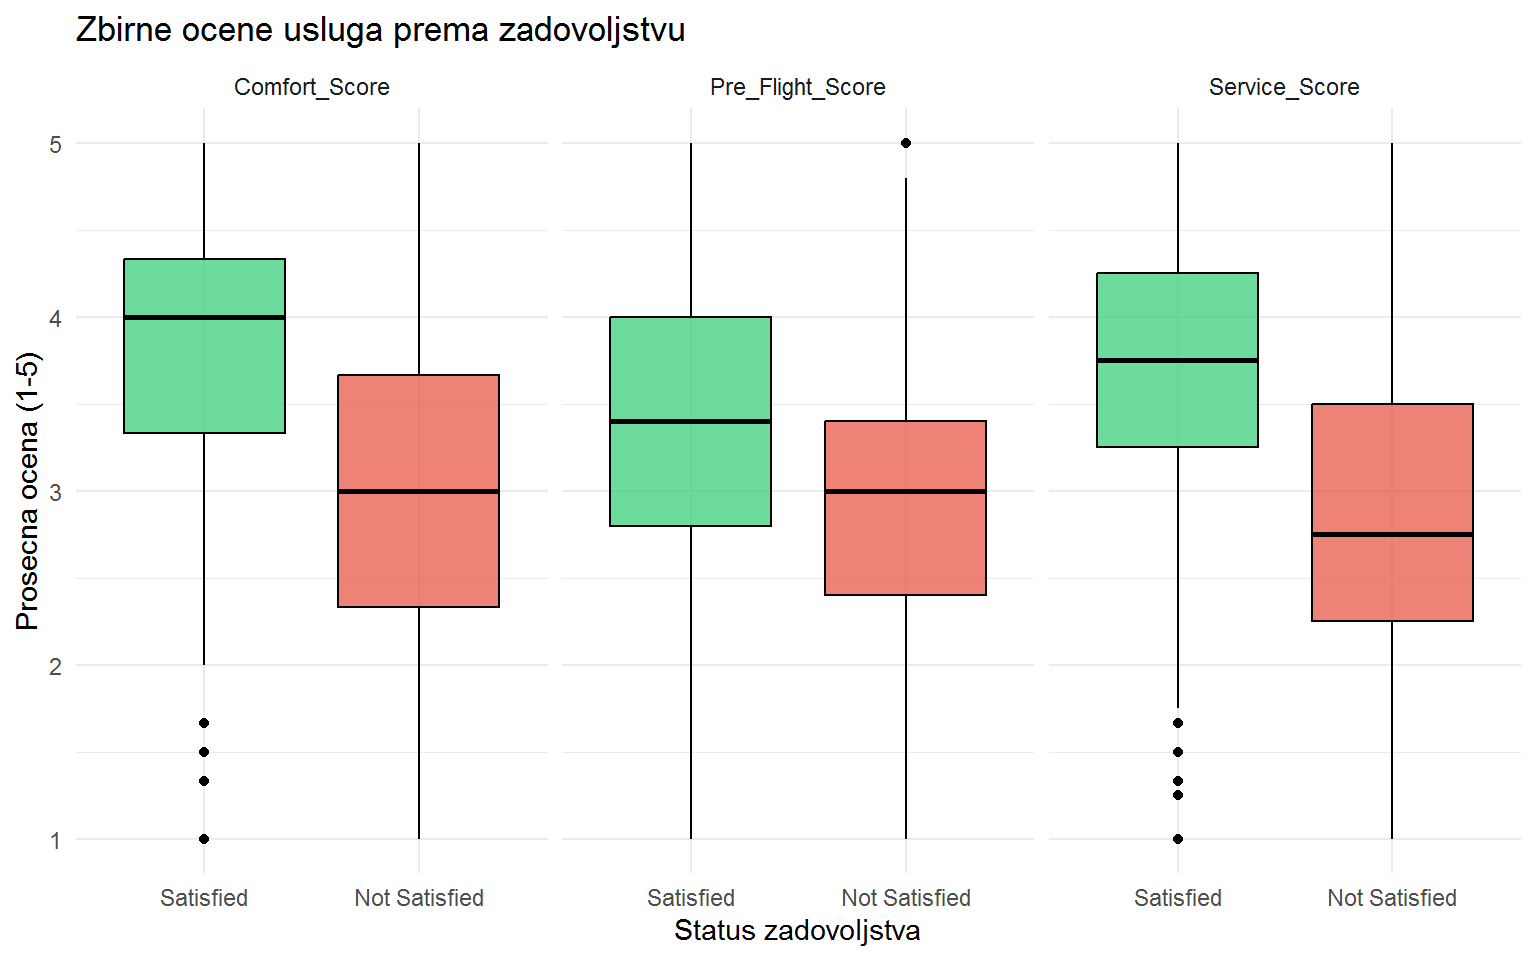 Zbirne ocene usluga prema zadovoljstvu
Comfort_Score
Pre_Flight_Score
Service_Score
Prosecna ocena (1-5)
5
4
3
2
1
Satisfied
Not Satisfied
Satisfied
Not Satisfied
Satisfied
Not Satisfied
Status zadovoljstva